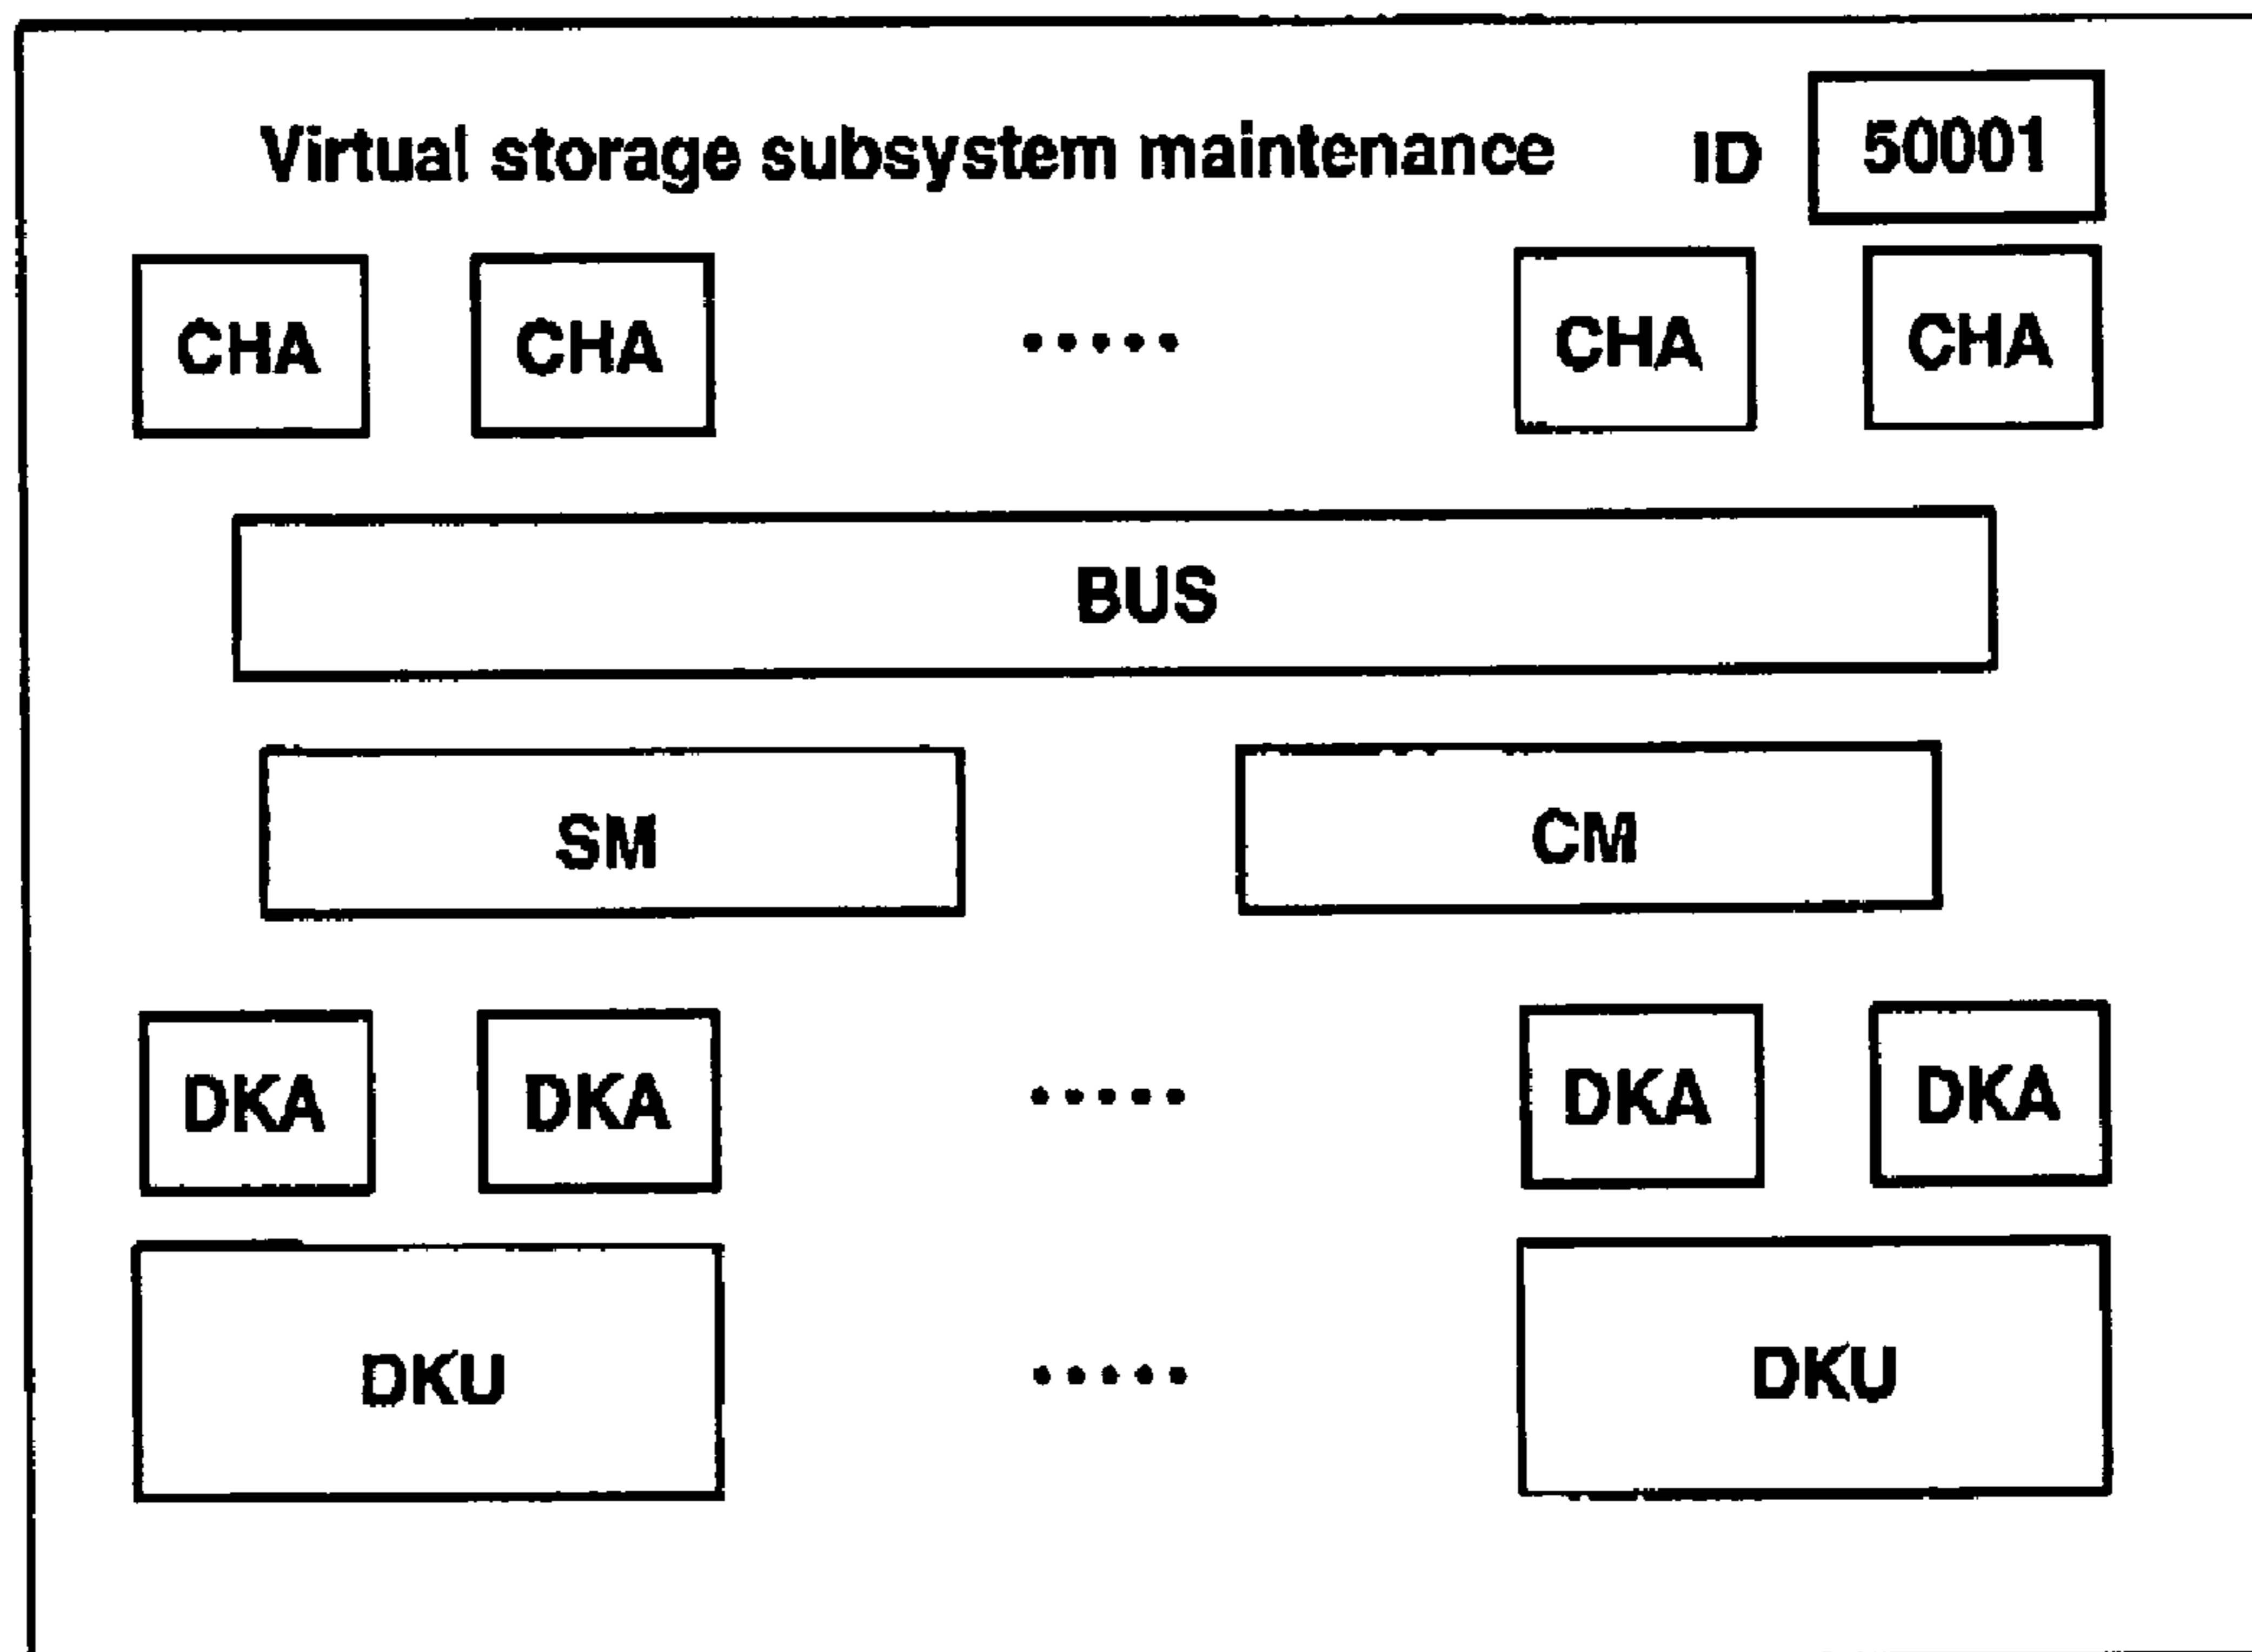 Virtual storage subsystem maintenance ID 50001
CHA CHA ..... CHA CHA
BUS
SM CM
DKA DKA ..... DKA DKA
DKU ..... DKU